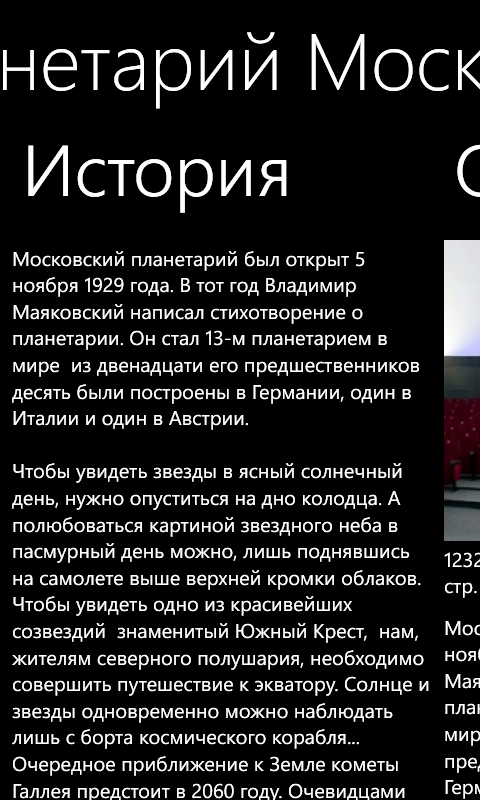 нетарий Моск
История
Московский планетарий был открыт 5
ноября 1929 года. В тот год Владимир
Маяковский написал стихотворение о
планетарии. Он стал 13-м планетарием в
мире  из двенадцати его предшественников
десять были построены в Германии, один в
Италии и один в Австрии.
Чтобы увидеть звезды в ясный солнечный
день, нужно опуститься на дно колодца. А
полюбоваться картиной звездного неба в
пасмурный день можно, лишь поднявшись
на самолете выше верхней кромки облаков.
Чтобы увидеть одно из красивейших
созвездий  знаменитый Южный Крест,  нам,
жителям северного полушария, необходимо
совершить путешествие к экватору. Солнце и
звезды одновременно можно наблюдать
лишь с борта космического корабля...
Очередное приближение к Земле кометы
Галлея предстоит в 2060 году. Очевидцами
1232
стр.
Мос
нояб
Мая
план
мир
пред
Герм